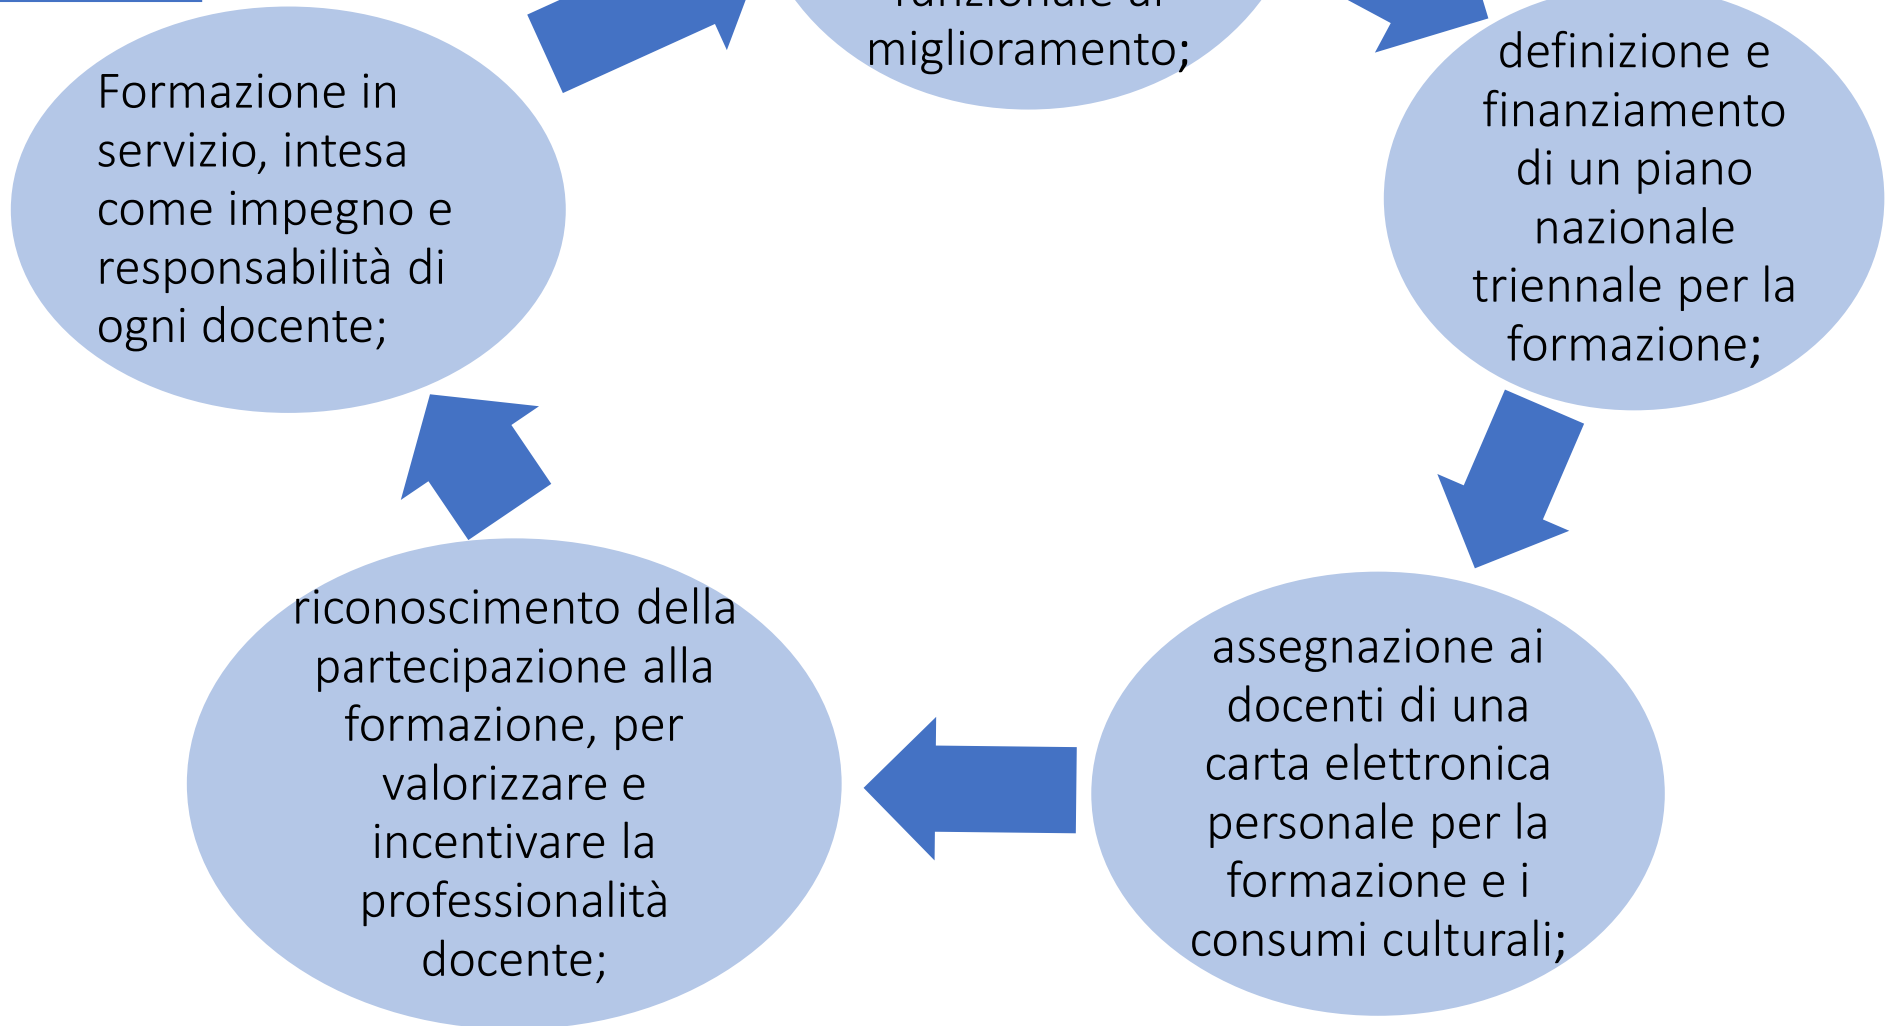 miglioramento;
definizione e
finanziamento
di un piano
nazionale
triennale per la
formazione;
assegnazione ai
docenti di una
carta elettronica
personale per la
formazione e i
consumi culturali;
riconoscimento della
partecipazione alla
formazione, per
valorizzare e
incentivare la
professionalità
docente;
Formazione in
servizio, intesa
come impegno e
responsabilità di
ogni docente;